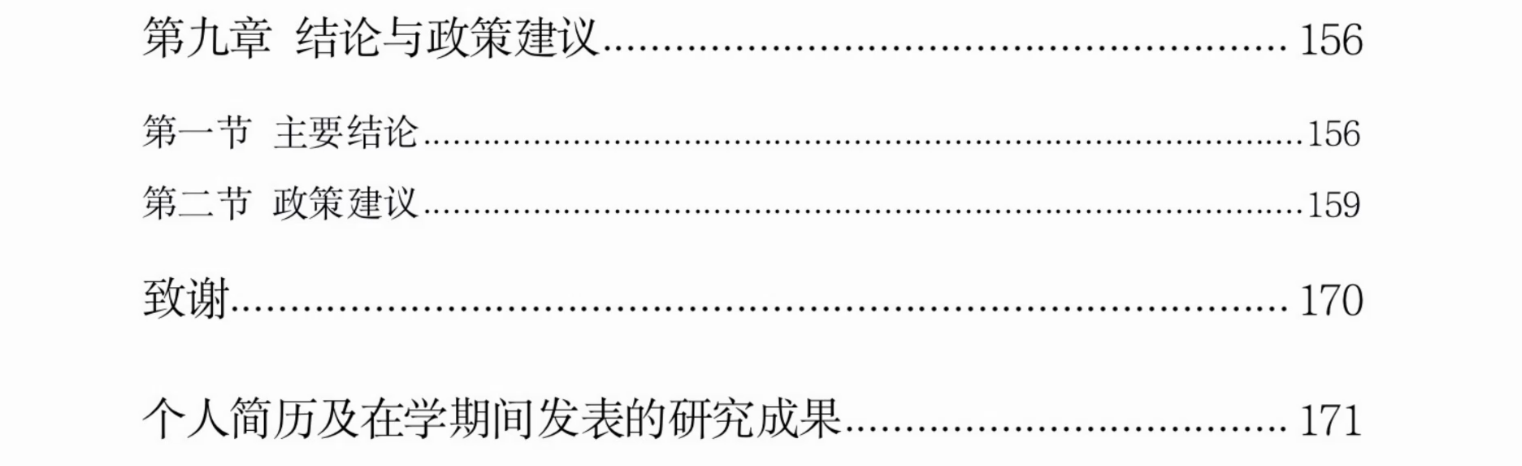 第九章 结论与政策建议........................................................ 156
第一节 主要结论........................................................................156
第二节 政策建议........................................................................159
致谢...................................................................................... 170
个人简历及在学期间发表的研究成果.................................... 171